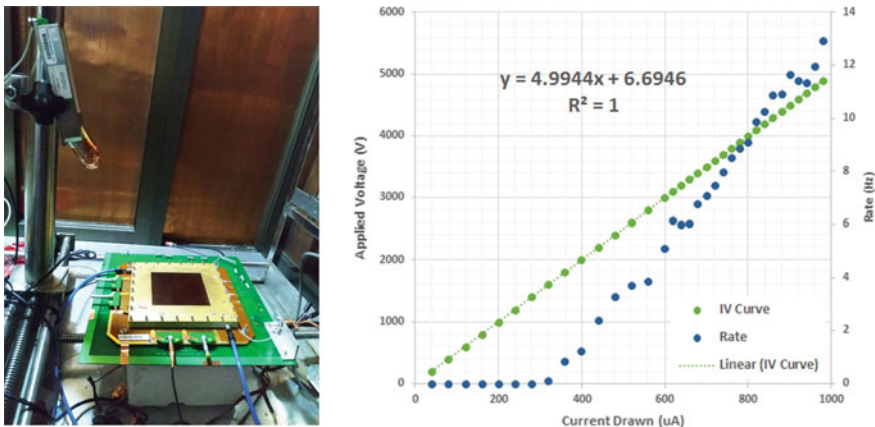 y = 4.9944x + 6.6946
R² = 1
Applied Voltage (V)
6000
5000
4000
3000
2000
1000
0
14
12
10
8
6
4
2
0
Rate (Hz)
IV Curve
Rate
Linear (IV Curve)
0
200
400
600
800
1000
Current Drawn (uA)